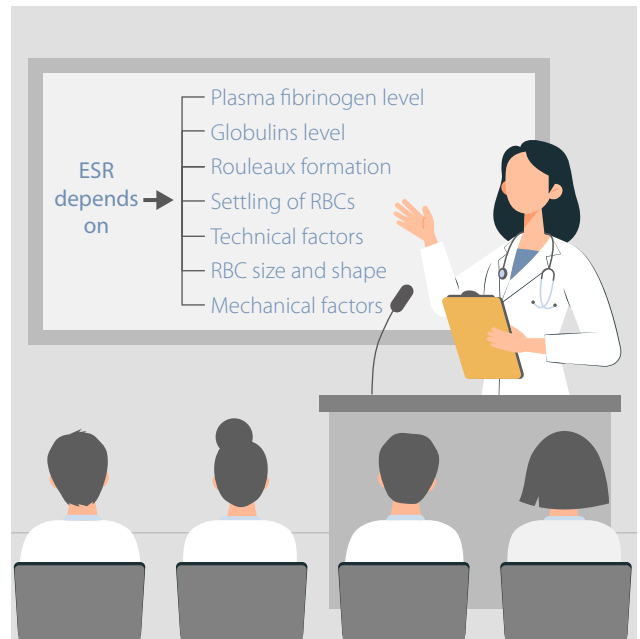 ESR
depends
on
Plasma fibrinogen level
Globulins level
Rouleaux formation
Settling of RBCs
Technical factors
RBC size and shape
Mechanical factors